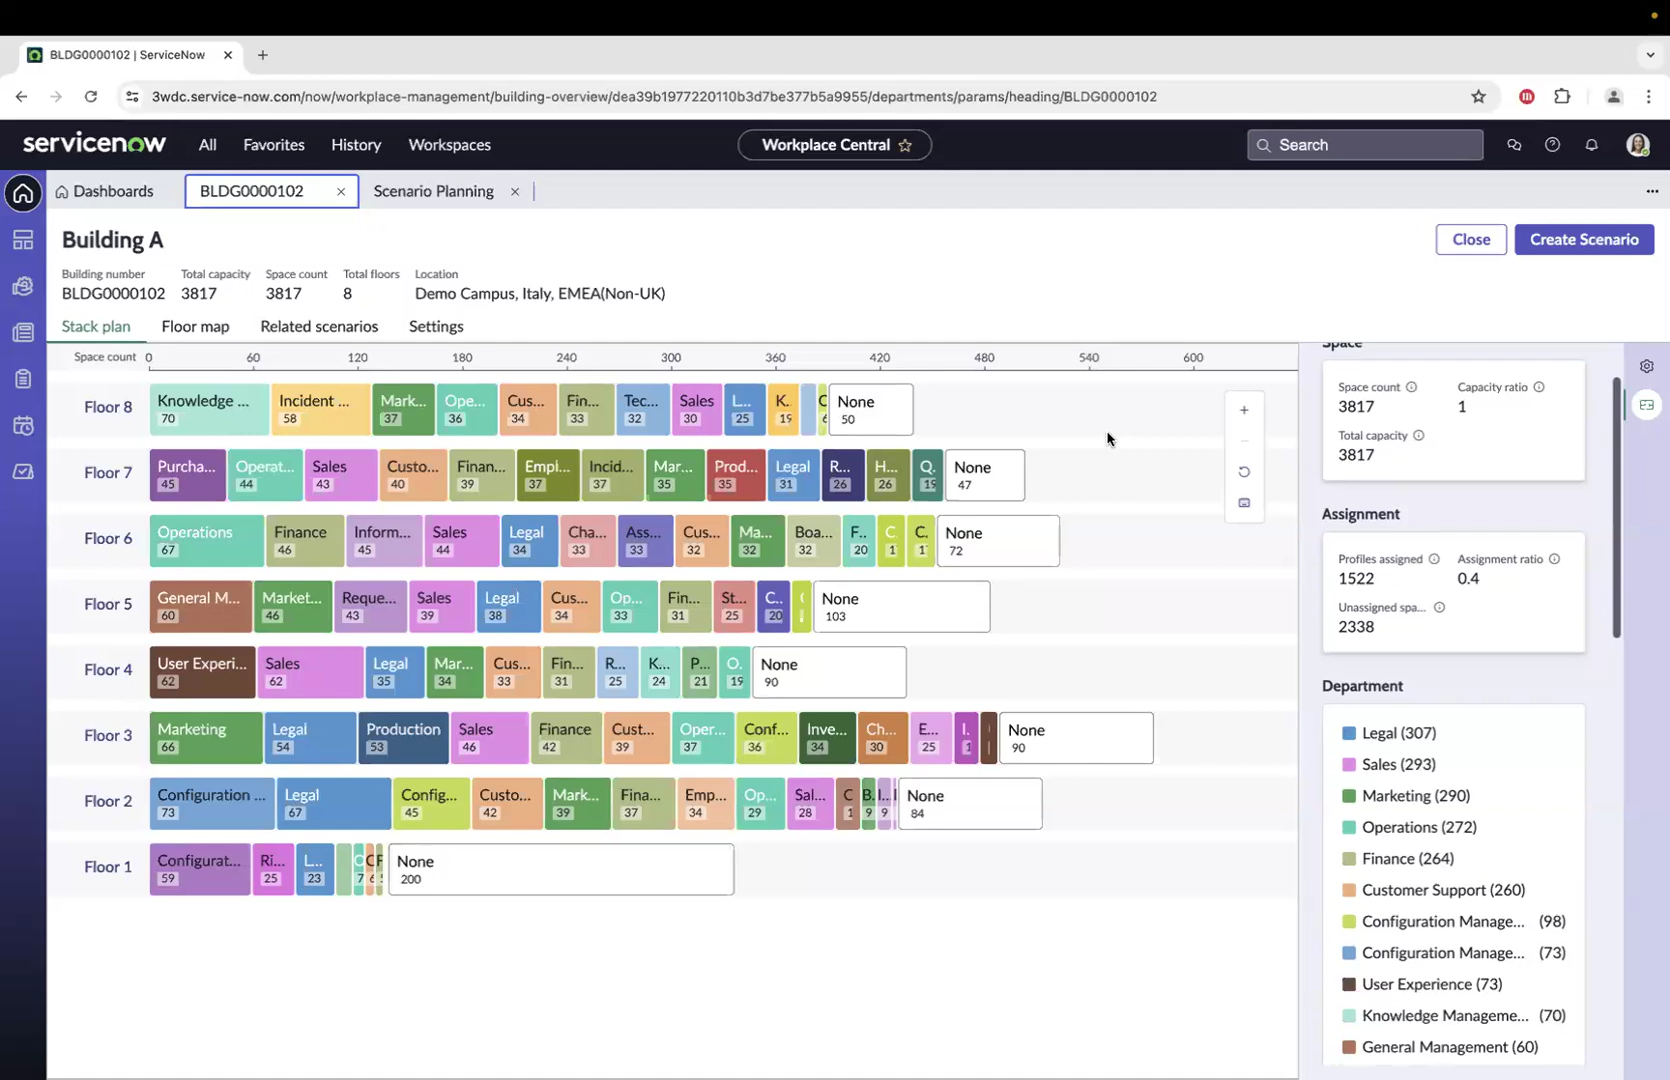 BLDG0000102 | ServiceNow
3wdc.service-now.com/now/workplace-management/building-overview/dea39b1977220110b3d7be377b5a9955/departments/params/heading/BLDG0000102
servicenow All Favorites History Workspaces Workplace Central Search
Dashboards BLDG0000102 Scenario Planning
Building A
Close Create Scenario
Building number Total capacity Space count Total floors Location
BLDG0000102 3817 3817 8 Demo Campus, Italy, EMEA(Non-UK)
Stack plan Floor map Related scenarios Settings
Space count 0 60 120 180 240 300 360 420 480 540 600
Floor 8 Knowledge ... Incident ... Mark... Ope... Cus... Fin... Tec... Sales L... K. C None
70 58 37 36 34 33 32 30 25 19 6 50
Floor 7 Purcha... Operat... Sales Custo... Finan... Empl... Incid... Mar... Prod... Legal R... H... Q. None
45 44 43 40 39 37 37 35 35 31 26 26 19 47
Floor 6 Operations Finance Inform... Sales Legal Cha... Ass... Cus... Ma... Boa... F.. C. C. None
67 46 45 44 34 33 33 32 32 32 20 1 72
Floor 5 General M... Market... Reque... Sales Legal Cus... Op... Fin... St... C.. None
60 46 43 39 38 34 33 31 25 20 103
Floor 4 User Experi... Sales Legal Mar... Cus... Fin... R... K... P... O. None
62 62 35 34 33 31 25 24 21 19 90
Floor 3 Marketing Legal Production Sales Finance Cust... Oper... Conf... Inve... Ch... E... I. None
66 54 53 46 42 39 37 36 34 30 25 1 90
Floor 2 Configuration ... Legal Config... Custo... Mark... Fina... Emp... Op... Sal... C B. I... None
73 67 45 42 39 37 34 29 28 1 9 9 84
Floor 1 Configurat... Ri... L... None
59 25 23 7 6 200
Space
Space count Capacity ratio
3817 1
Total capacity
3817
Assignment
Profiles assigned Assignment ratio
1522 0.4
Unassigned spa...
2338
Department
Legal (307)
Sales (293)
Marketing (290)
Operations (272)
Finance (264)
Customer Support (260)
Configuration Manage... (98)
Configuration Manage... (73)
User Experience (73)
Knowledge Manageme... (70)
General Management (60)